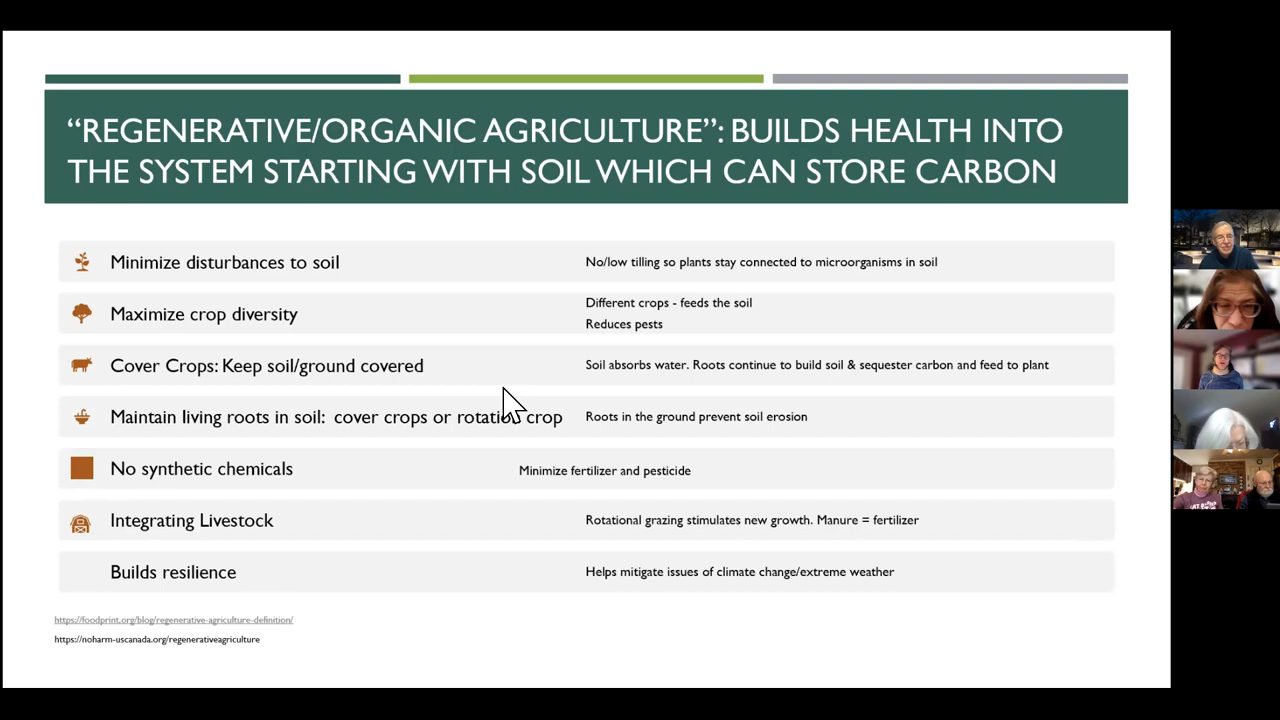 “REGENERATIVE/ORGANIC AGRICULTURE”: BUILDS HEALTH INTO
THE SYSTEM STARTING WITH SOIL WHICH CAN STORE CARBON
Minimize disturbances to soil
No/low tilling so plants stay connected to microorganisms in soil
Maximize crop diversity
Different crops - feeds the soil
Reduces pests
Cover Crops: Keep soil/ground covered
Soil absorbs water. Roots continue to build soil & sequester carbon and feed to plant
Maintain living roots in soil: cover crops or rotation crop
Roots in the ground prevent soil erosion
No synthetic chemicals
Minimize fertilizer and pesticide
Integrating Livestock
Rotational grazing stimulates new growth. Manure = fertilizer
Builds resilience
Helps mitigate issues of climate change/extreme weather
https://foodprint.org/blog/regenerative-agriculture-definition/
https://noharm-uscanada.org/regenerativeagriculture